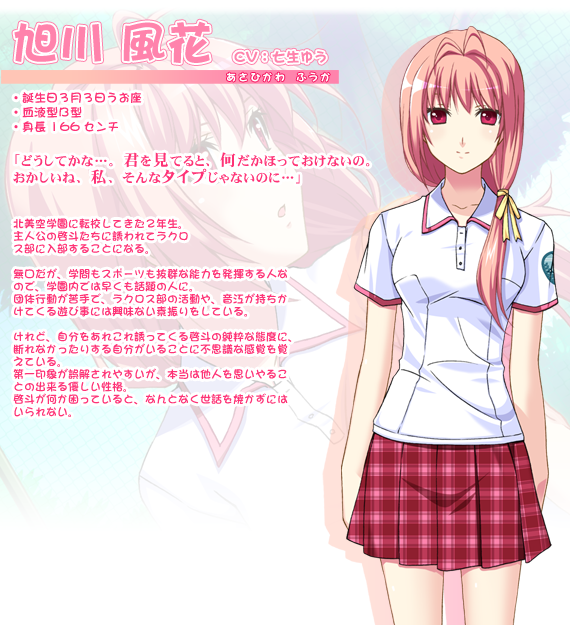 旭川 風花 CV:七生ゆう
あさひかわ ふうか
・誕生日3月3日うお座
・血液型B型
・身長166センチ
「どうしてかな…。君を見てると、何だかほっておけないの。
おかしいね、私、そんなタイプじゃないのに…」
北美空学園に転校してきた2年生。
主人公の啓斗たちに誘われてラクロ
ス部に入部することになる。
無口だが、学問もスポーツも抜群な能力を発揮する人な
ので、学園内では早くも話題の人に。
団体行動が苦手で、ラクロス部の活動や、音巧が持ちか
けてくる遊び事には興味ない素振りをしている。
けれど、自分をあれこれ誘ってくる啓斗の純粋な態度に、
断れなかったりする自分がいることに不思議な感覚を覚
えている。
第一印象が誤解されやすいが、本当は他人を思いやるこ
との出来る優しい性格。
啓斗が何か困っていると、なんとなく世話も焼かずには
いられない。